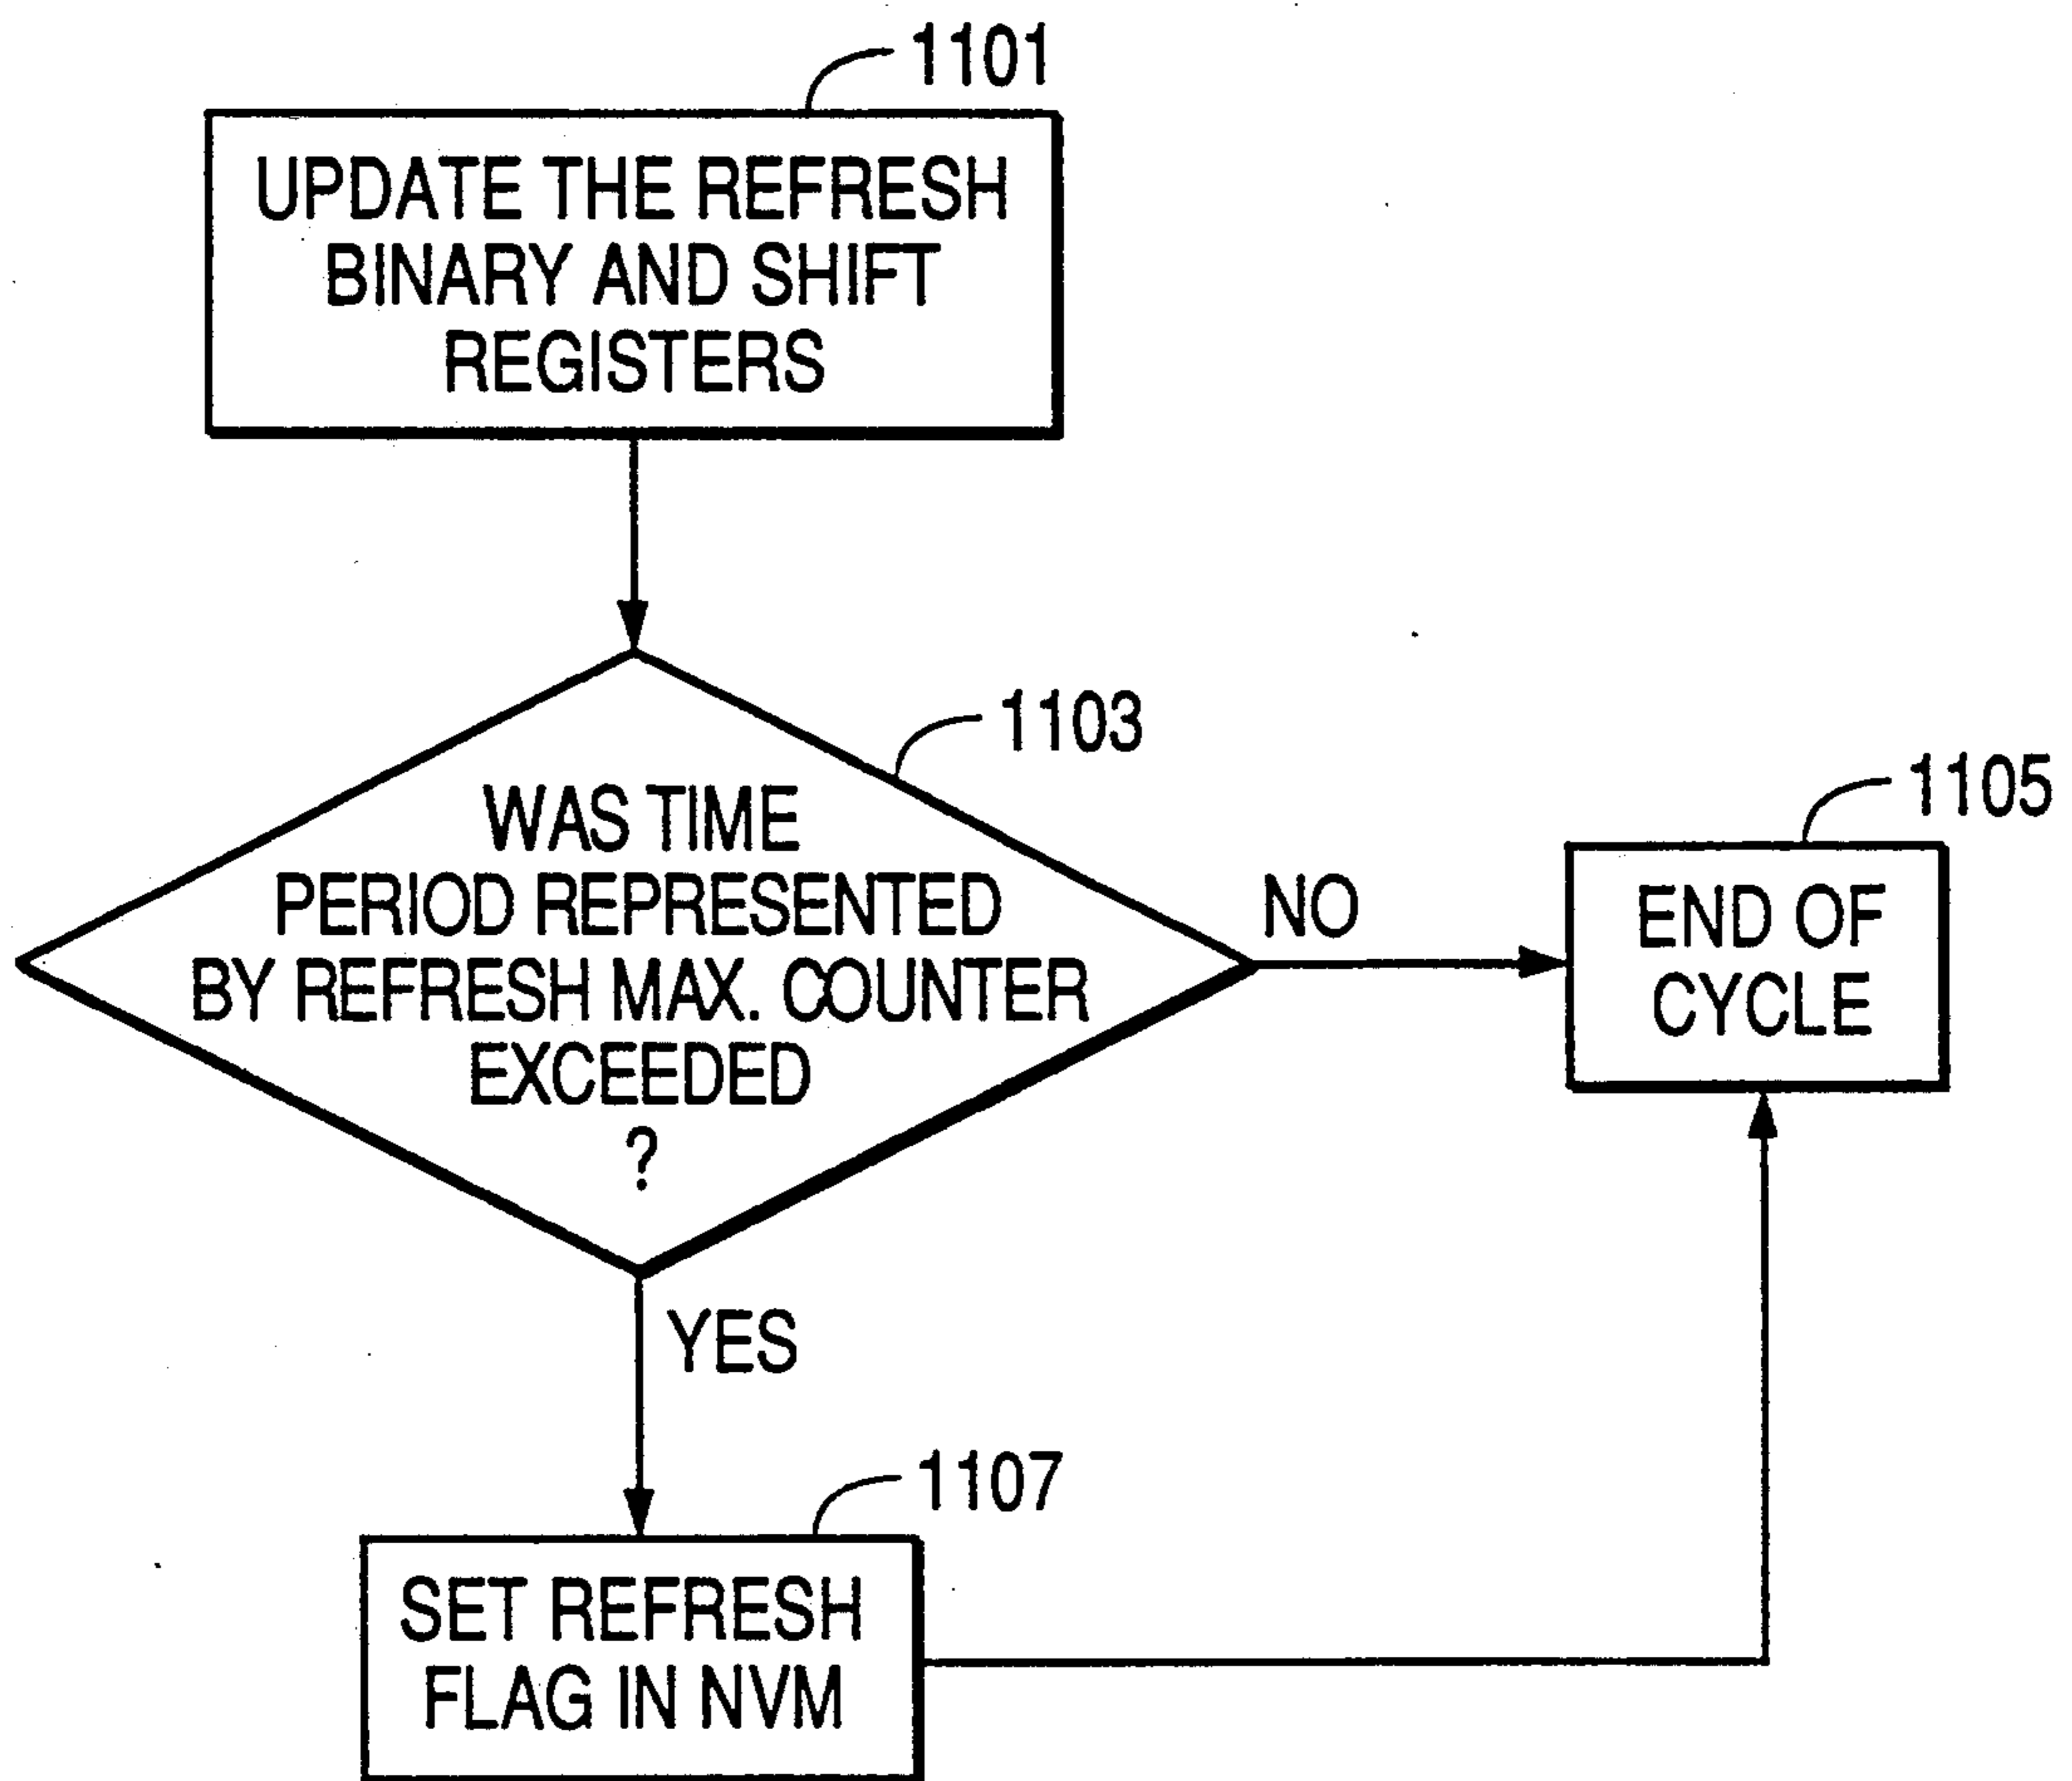 1101
UPDATE THE REFRESH
BINARY AND SHIFT
REGISTERS
1103
WAS TIME
PERIOD REPRESENTED
BY REFRESH MAX. COUNTER
EXCEEDED
?
NO
1105
END OF
CYCLE
YES
1107
SET REFRESH
FLAG IN NVM